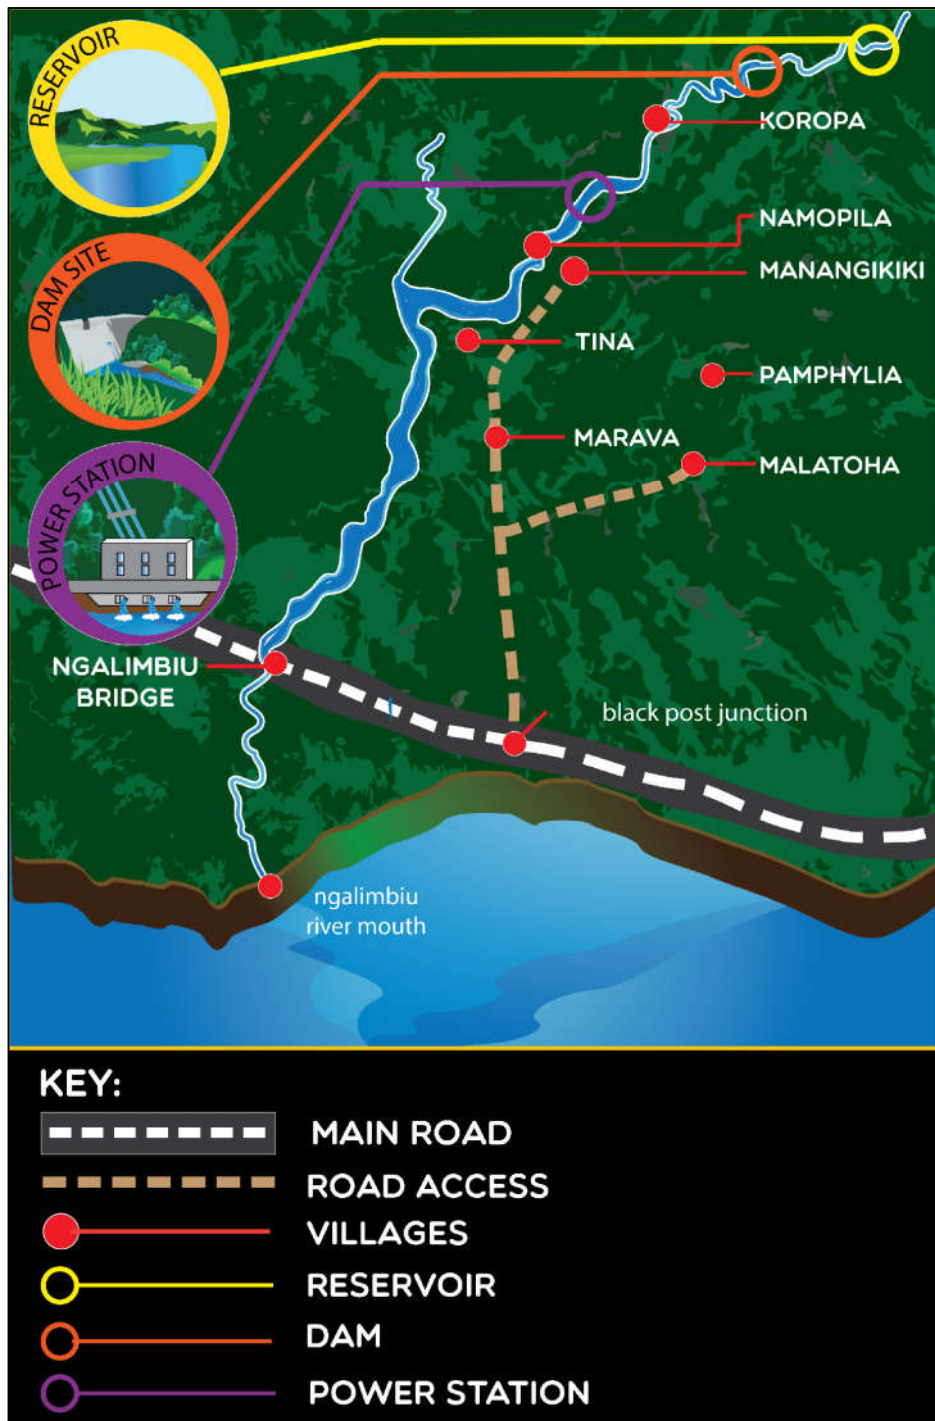 RESERVOIR
KOROPA
NAMOPILA
DAM SITE
MANANGIKIKI
TINA
PAMPHYLIA
MARAVA
MALATOHA
POWER STATION
NGALIMBIU
BRIDGE
black post junction
ngalimbiu
river mouth
KEY:
MAIN ROAD
ROAD ACCESS
VILLAGES
RESERVOIR
DAM
POWER STATION